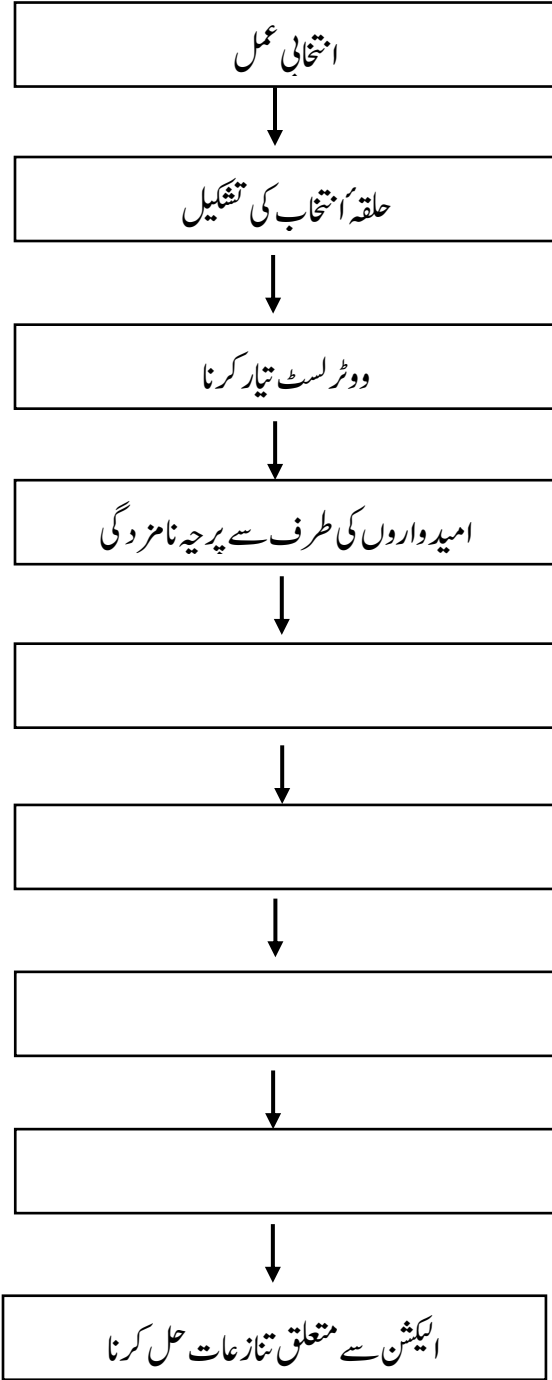 انتخابی عمل
حلقۂ انتخاب کی تشکیل
ووٹر لسٹ تیار کرنا
امیدواروں کی طرف سے پرچہ نامزدگی
الیکشن سے متعلق تنازعات حل کرنا